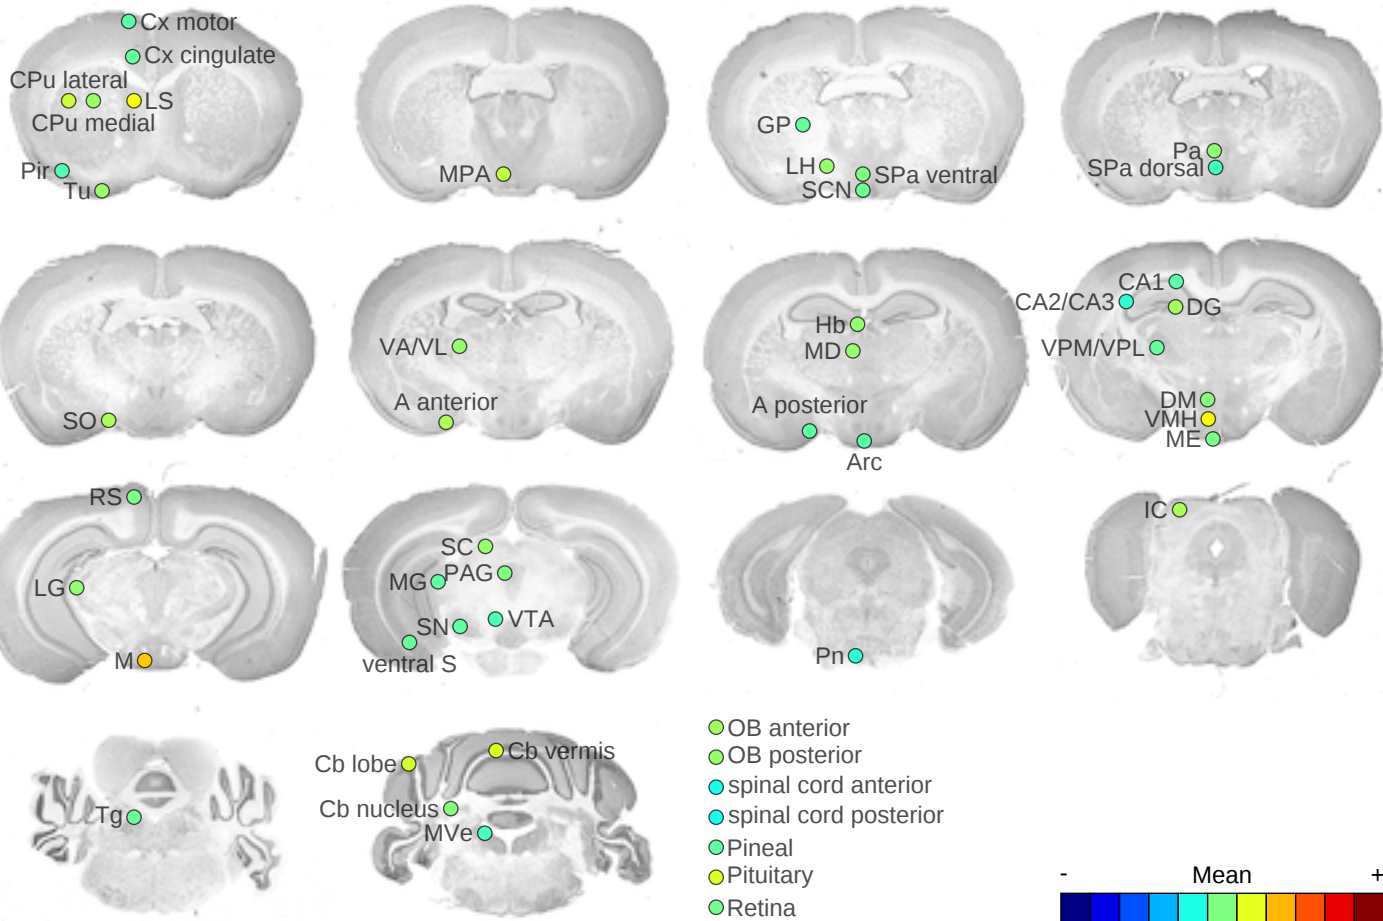 Cx motor
Cx cingulate
CPu lateral
LS
CPu medial
Pir
Tu
MPA
GP
LH
SPa ventral
SCN
Pa
SPa dorsal
SO
VA/VL
A anterior
Hb
MD
A posterior
Arc
CA1
CA2/CA3
DG
VPM/VPL
DM
VMH
ME
RS
LG
M
SC
PAG
MG
VTA
SN
ventral S
Pn
IC
Tg
Cb lobe
Cb vermis
Cb nucleus
MVe
OB anterior
OB posterior
spinal cord anterior
spinal cord posterior
Pineal
Pituitary
Retina
- Mean +